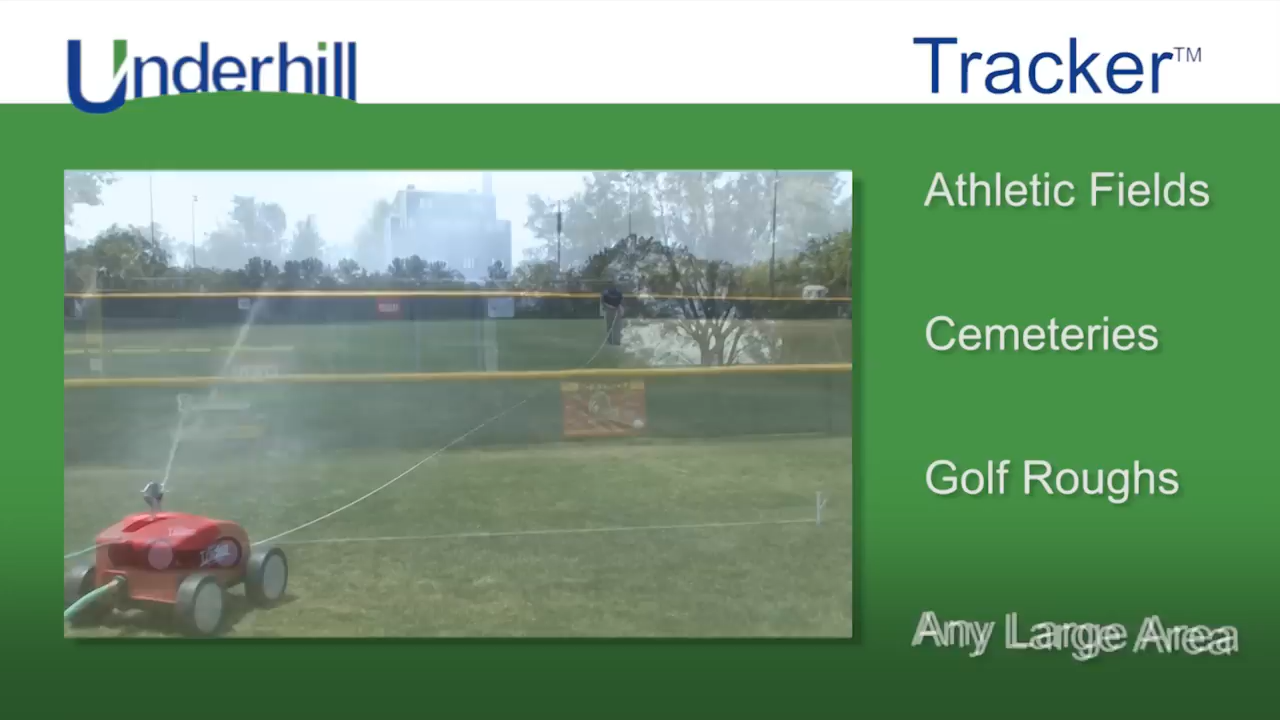 Underhill
Tracker™
Athletic Fields
Cemeteries
Golf Roughs
Any Large Area